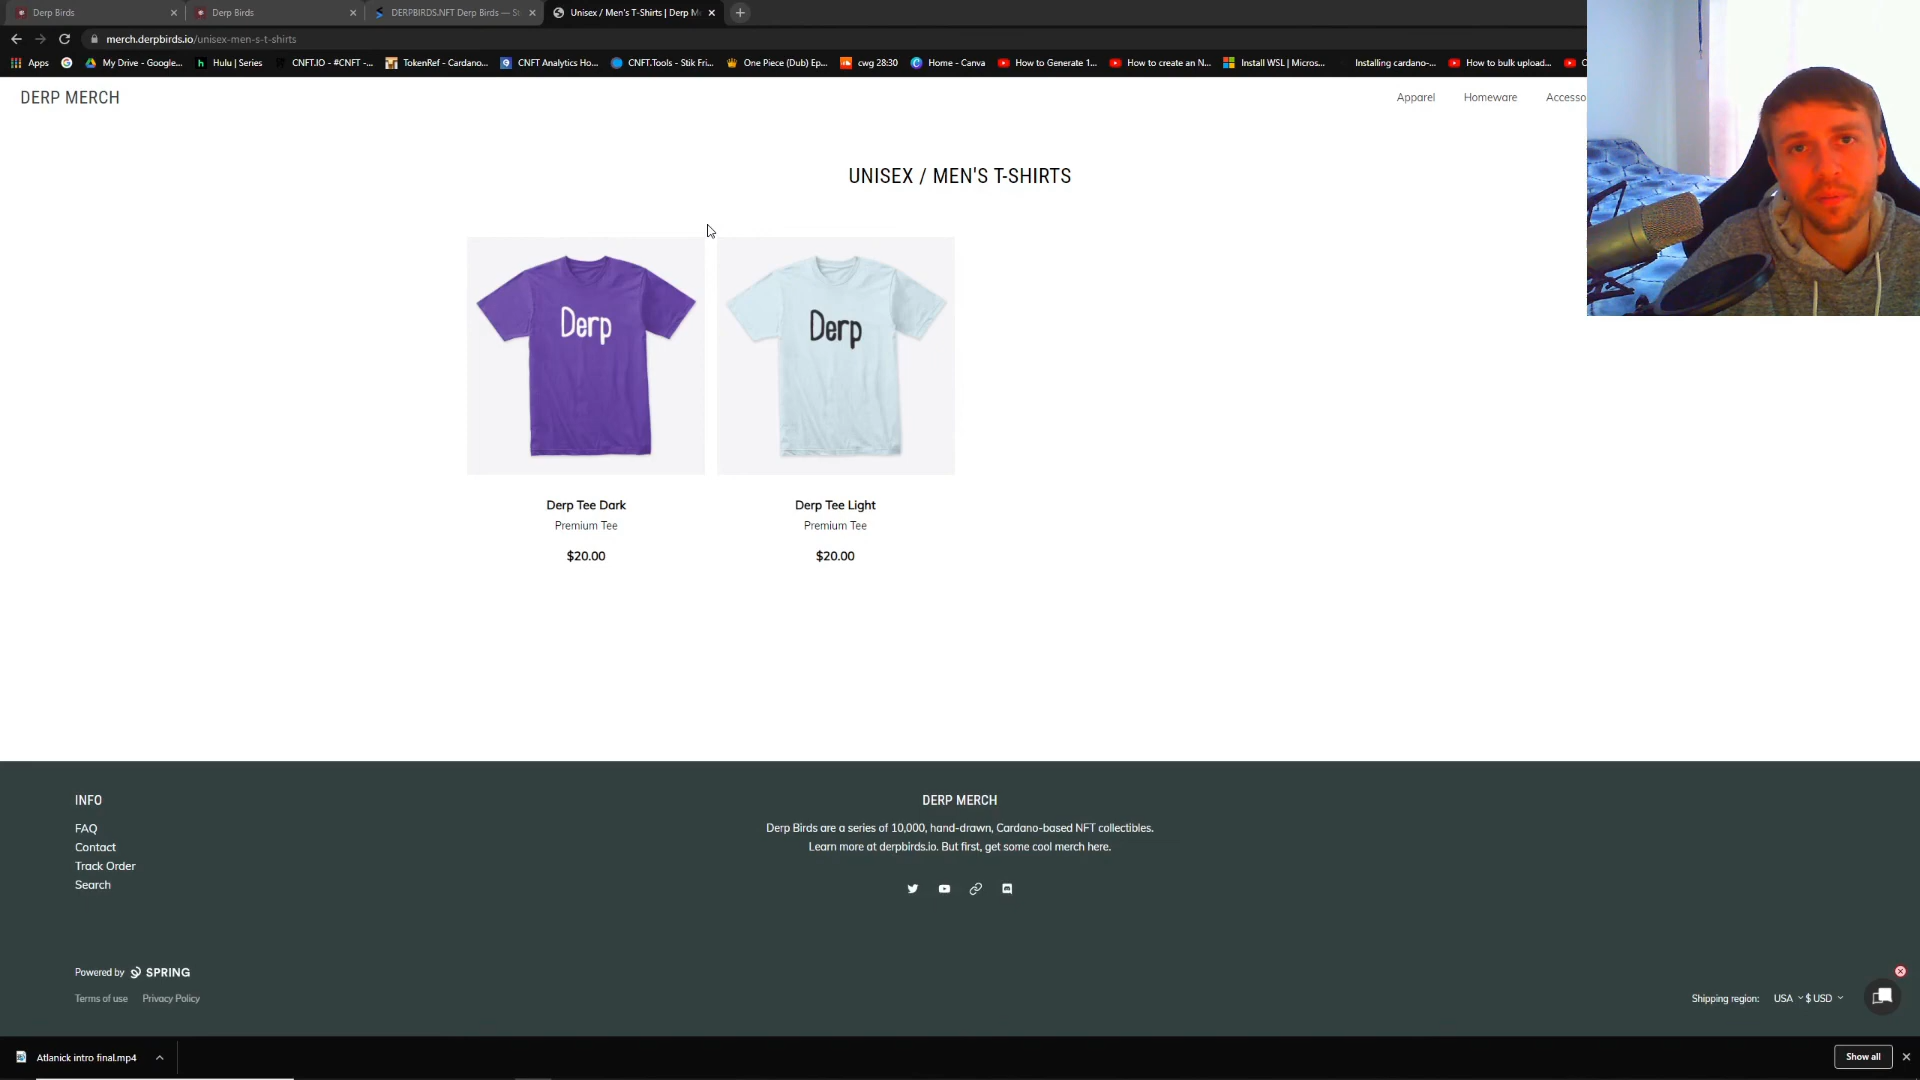 Derp Birds
Derp Birds
DERPBIRDS.NFT Derp Birds — St
Unisex / Men's T-Shirts | Derp M
merch.derpbirds.io/unisex-men-s-t-shirts
Apps
My Drive - Google...
Hulu | Series
CNFT.IO - #CNFT -...
TokenRef - Cardano...
CNFT Analytics Ho...
CNFT.Tools - Stik Fri...
One Piece (Dub) Ep...
cwg 28:30
Home - Canva
How to Generate 1...
How to create an N...
Install WSL | Micros...
Installing cardano-...
How to bulk upload...
DERP MERCH
Apparel
Homeware
Accesso
UNISEX / MEN'S T-SHIRTS
Derp
Derp
Derp Tee Dark
Premium Tee
$20.00
Derp Tee Light
Premium Tee
$20.00
INFO
FAQ
Contact
Track Order
Search
DERP MERCH
Derp Birds are a series of 10,000, hand-drawn, Cardano-based NFT collectibles.
Learn more at derpbirds.io. But first, get some cool merch here.
Powered by SPRING
Terms of use
Privacy Policy
Shipping region:
USA
$ USD
Atlanick intro final.mp4
Show all